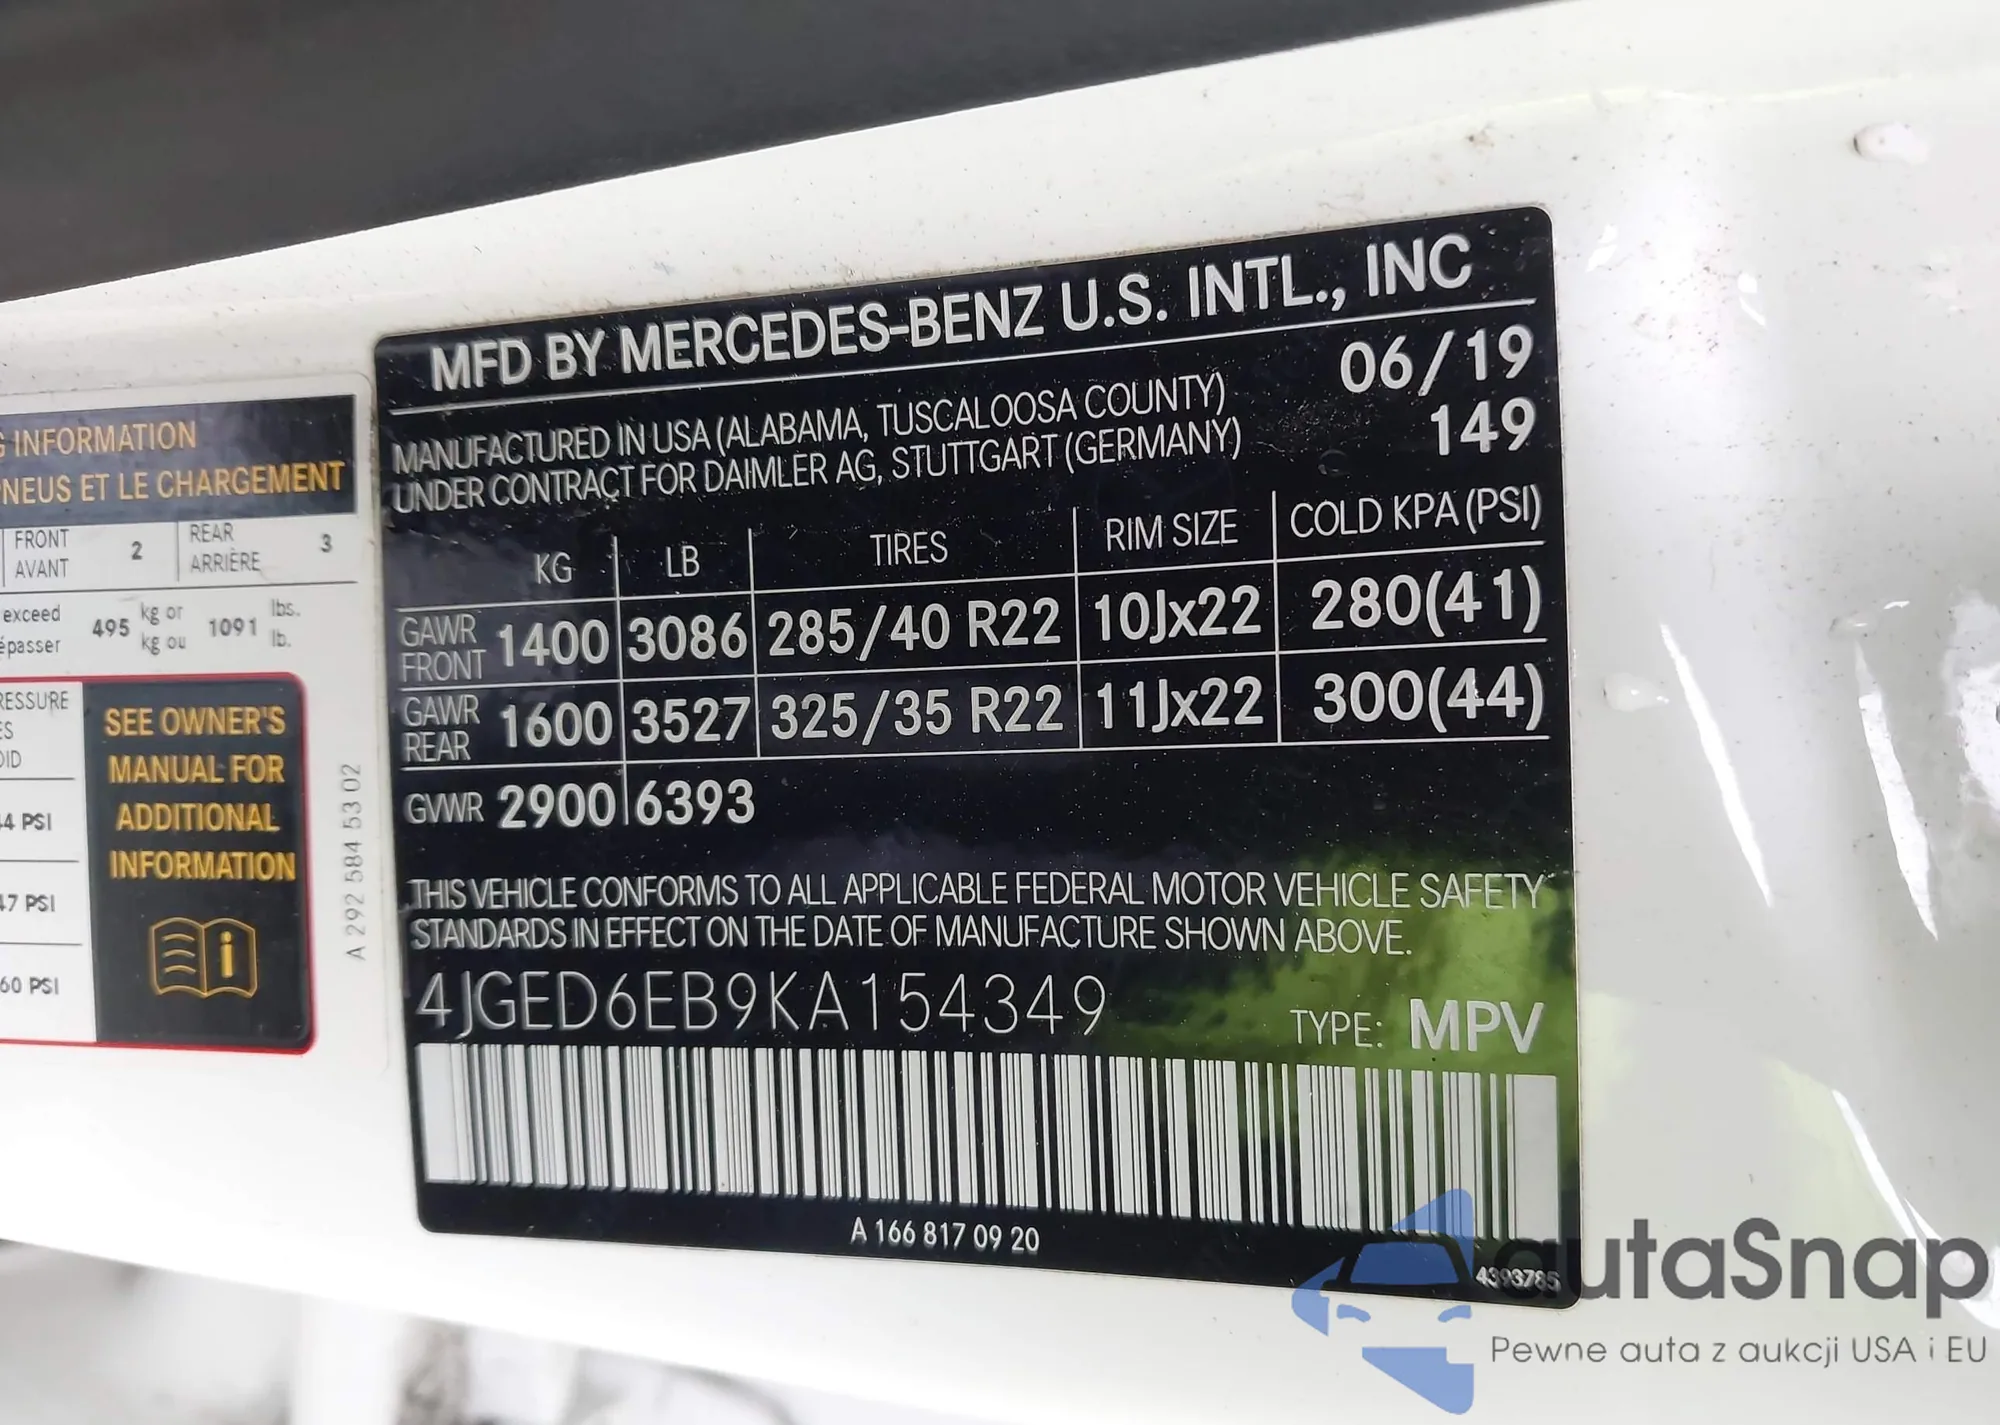 G INFORMATION
PNEUS ET LE CHARGEMENT
FRONT 2 REAR 3
AVANT ARRIÈRE
exceed 495 kg or 1091 lbs.
épasser kg ou lb.
RESSURE
ES
OID
44 PSI
47 PSI
60 PSI
SEE OWNER'S
MANUAL FOR
ADDITIONAL
INFORMATION
i
A 292 584 53 02
MFD BY MERCEDES-BENZ U.S. INTL., INC
06/19
MANUFACTURED IN USA (ALABAMA, TUSCALOOSA COUNTY)
149
UNDER CONTRACT FOR DAIMLER AG, STUTTGART (GERMANY)
KG LB TIRES RIM SIZE COLD KPA (PSI)
GAWR FRONT 1400 3086 285/40 R22 10Jx22 280(41)
GAWR REAR 1600 3527 325/35 R22 11Jx22 300(44)
GVWR 2900 6393
THIS VEHICLE CONFORMS TO ALL APPLICABLE FEDERAL MOTOR VEHICLE SAFETY
STANDARDS IN EFFECT ON THE DATE OF MANUFACTURE SHOWN ABOVE.
4JGED6EB9KA154349 TYPE: MPV
A 166 817 09 20
4393785
autaSnap
Pewne auta z aukcji USA i EU